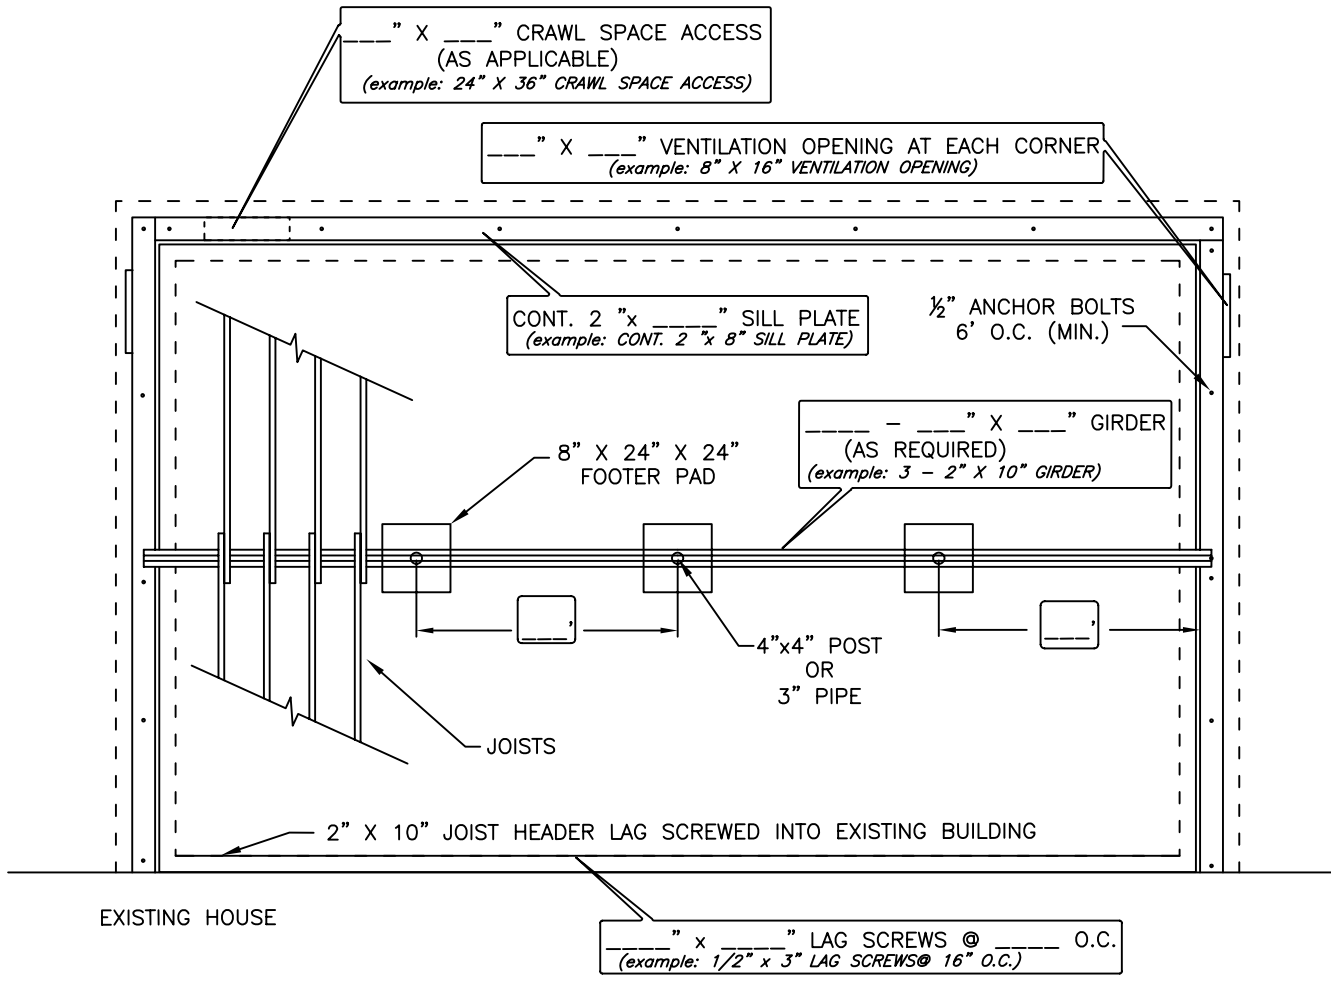 ___” X ___” CRAWL SPACE ACCESS
(AS APPLICABLE)
(example: 24” X 36” CRAWL SPACE ACCESS)
___” X ___” VENTILATION OPENING AT EACH CORNER
(example: 8” X 16” VENTILATION OPENING)
CONT. 2 ”x ____” SILL PLATE
(example: CONT. 2 ”x 8” SILL PLATE)
½” ANCHOR BOLTS
6’ O.C. (MIN.)
____ – ___” X ___” GIRDER
(AS REQUIRED)
(example: 3 – 2” X 10” GIRDER)
8” X 24” X 24”
FOOTER PAD
___’
___’
4”x4” POST
OR
3” PIPE
JOISTS
2” X 10” JOIST HEADER LAG SCREWED INTO EXISTING BUILDING
EXISTING HOUSE
____” x ____” LAG SCREWS @ ____ O.C.
(example: 1/2” x 3” LAG SCREWS@ 16” O.C.)